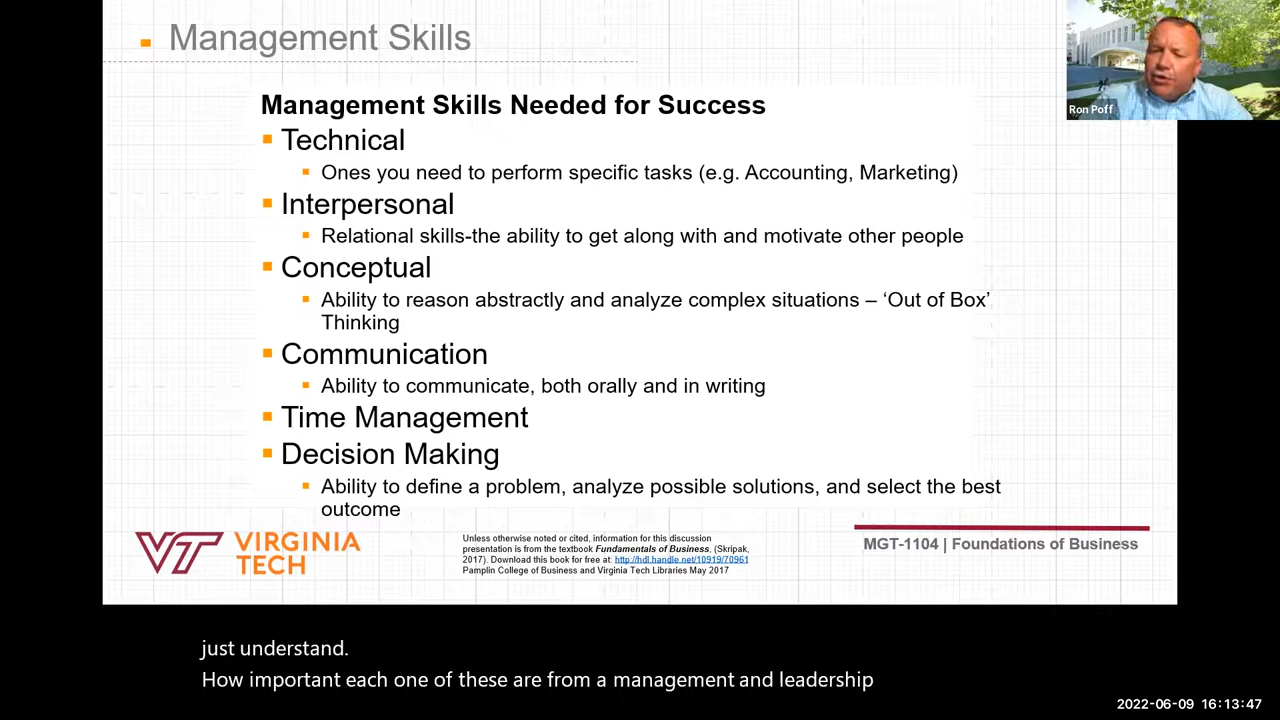 Management Skills
Ron Poff
Management Skills Needed for Success
Technical
Ones you need to perform specific tasks (e.g. Accounting, Marketing)
Interpersonal
Relational skills-the ability to get along with and motivate other people
Conceptual
Ability to reason abstractly and analyze complex situations – ‘Out of Box’
Thinking
Communication
Ability to communicate, both orally and in writing
Time Management
Decision Making
Ability to define a problem, analyze possible solutions, and select the best
outcome
VT VIRGINIA
TECH
Unless otherwise noted or cited, information for this discussion
presentation is from the textbook Fundamentals of Business, (Skripak,
2017). Download this book for free at: http://hdl.handle.net/10919/70961
Pamplin College of Business and Virginia Tech Libraries May 2017
MGT-1104 | Foundations of Business
just understand.
How important each one of these are from a management and leadership
2022-06-09 16:13:47